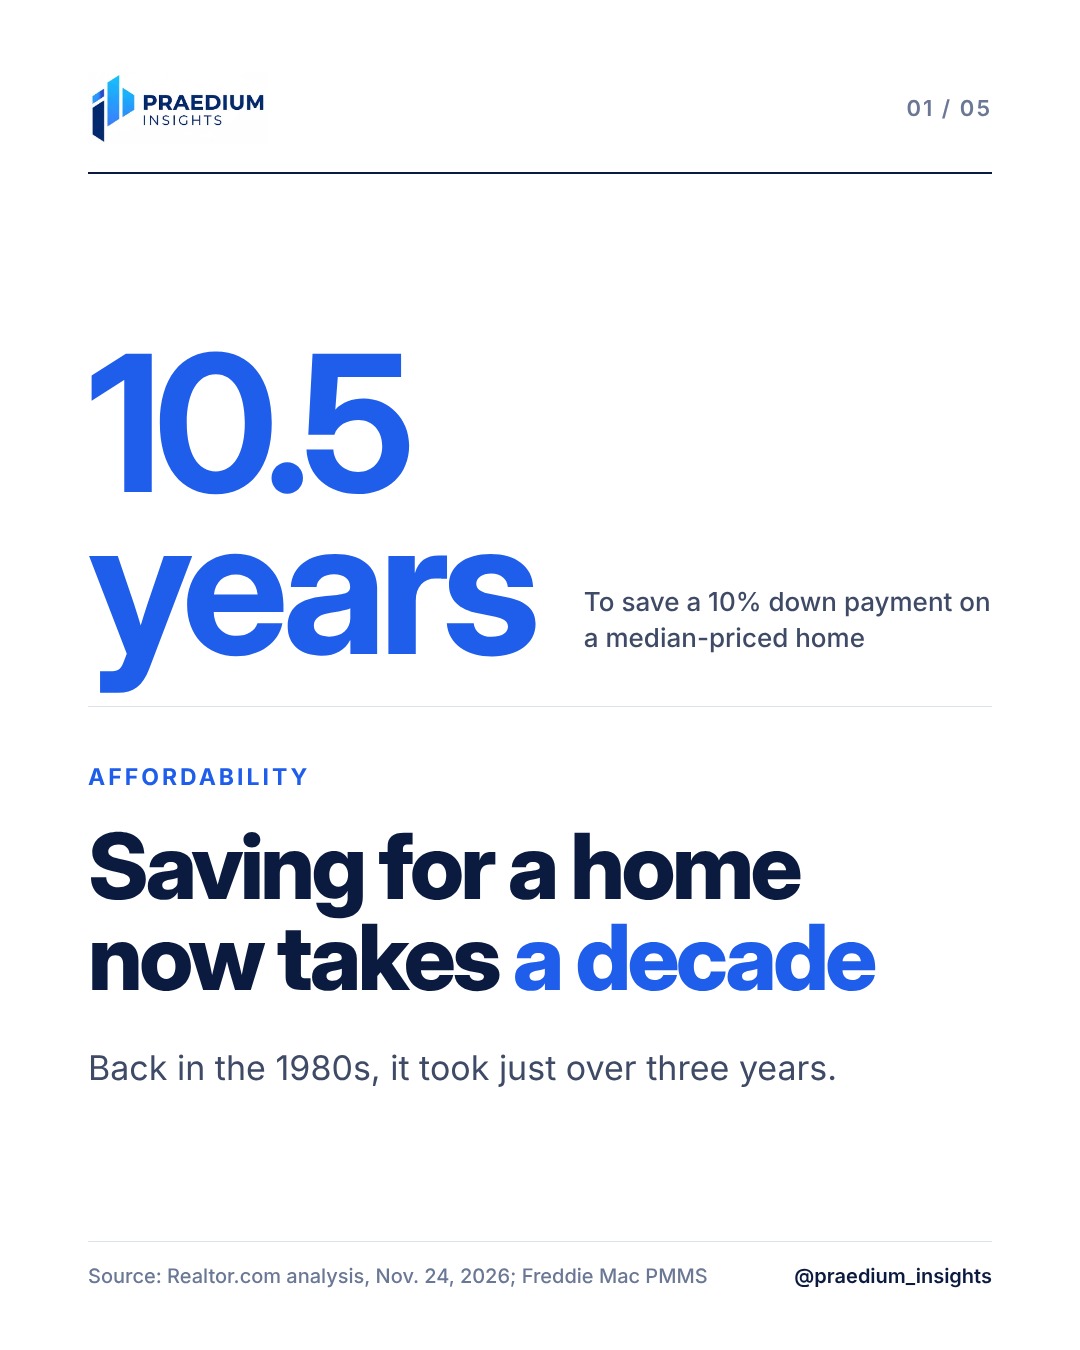 PRAEDIUM
INSIGHTS
01 / 05
10.5
years
To save a 10% down payment on
a median-priced home
AFFORDABILITY
Saving for a home
now takes a decade
Back in the 1980s, it took just over three years.
Source: Realtor.com analysis, Nov. 24, 2026; Freddie Mac PMMS
@praedium_insights